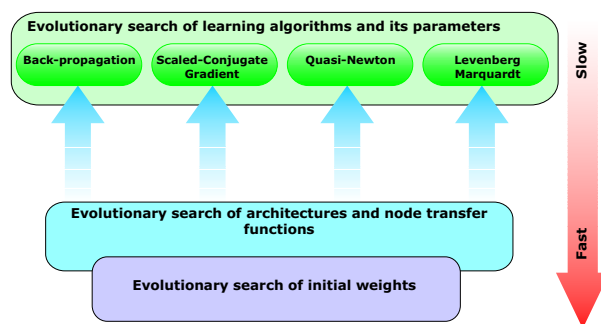 Evolutionary search of learning algorithms and its parameters
Back-propagation
Scaled-Conjugate
Gradient
Quasi-Newton
Levenberg
Marquardt
Slow
Evolutionary search of architectures and node transfer
functions
Fast
Evolutionary search of initial weights